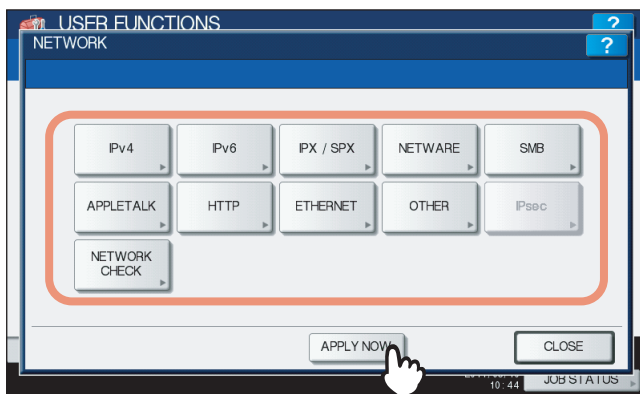 USER FUNCTIONS ?
NETWORK ?
IPv4 IPv6 IPX / SPX NETWARE SMB
APPLETALK HTTP ETHERNET OTHER IPsec
NETWORK
CHECK
APPLY NOW CLOSE
10:44 JOB STATUS